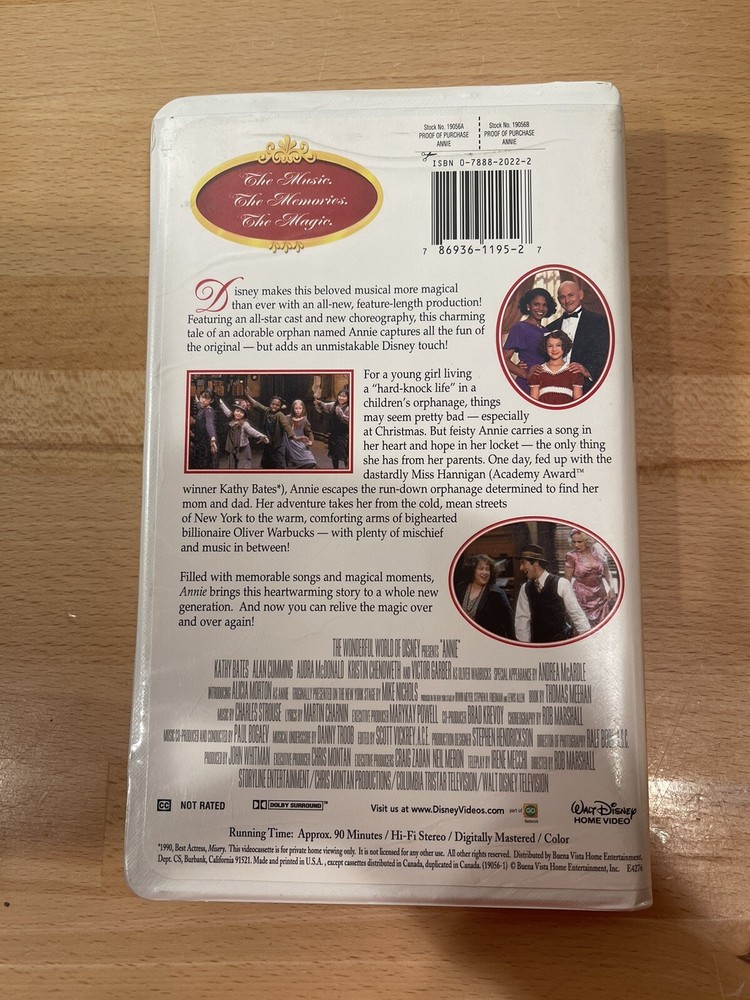 Stock No. 19056A
PROOF OF PURCHASE
ANNIE
Stock No. 19056B
PROOF OF PURCHASE
ANNIE
ISBN 0-7888-2022-2
7 86936-1195-2 7
The Music.
The Memories.
The Magic.
Disney makes this beloved musical more magical
than ever with an all-new, feature-length production!
Featuring an all-star cast and new choreography, this charming
tale of an adorable orphan named Annie captures all the fun of
the original — but adds an unmistakable Disney touch!
For a young girl living
a "hard-knock life" in a
children's orphanage, things
may seem pretty bad — especially
at Christmas. But feisty Annie carries a song in
her heart and hope in her locket — the only thing
she has from her parents. One day, fed up with the
dastardly Miss Hannigan (Academy Award™
winner Kathy Bates*), Annie escapes the run-down orphanage determined to find her
mom and dad. Her adventure takes her from the cold, mean streets
of New York to the warm, comforting arms of bighearted
billionaire Oliver Warbucks — with plenty of mischief
and music in between!
Filled with memorable songs and magical moments,
Annie brings this heartwarming story to a whole new
generation. And now you can relive the magic over
and over again!
THE WONDERFUL WORLD OF DISNEY PRESENTS "ANNIE"
KATHY BATES ALAN CUMMING AUDRA McDONALD KRISTIN CHENOWETH AND VICTOR GARBER AS OLIVER WARBUCKS SPECIAL APPEARANCE BY ANDREA McARDLE
INTRODUCING ALICIA MORTON AS ANNIE ORIGINALLY PRESENTED ON THE NEW YORK STAGE BY MIKE NICHOLS BOOK BY THOMAS MEEHAN
MUSIC BY CHARLES STROUSE LYRICS BY MARTIN CHARNIN EXECUTIVE PRODUCER MARYKAY POWELL CO-PRODUCER BRAD KREVOY CHOREOGRAPHY BY ROB MARSHALL
MUSIC CO-PRODUCER AND CONDUCTED BY PAUL BOGAEV MUSICAL UNDERSCORE BY DANNY TROOB EDITED BY SCOTT VICKREY, A.C.E. PRODUCTION DESIGNER STEPHEN HENDRICKSON DIRECTOR OF PHOTOGRAPHY RALF
PRODUCED BY JOHN WHITMAN EXECUTIVE PRODUCER CHRIS MONTAN EXECUTIVE PRODUCERS CRAIG ZADAN NEIL MERON TELEPLAY BY IRENE MECCHI DIRECTED BY ROB MARSHALL
STORYLINE ENTERTAINMENT/CHRIS MONTAN PRODUCTIONS/COLUMBIA TRISTAR TELEVISION/WALT DISNEY TELEVISION
CC NOT RATED DOLBY SURROUND™ Visit us at www.DisneyVideos.com part of GO Network
WALT DISNEY
HOME VIDEO
Running Time: Approx. 90 Minutes / Hi-Fi Stereo / Digitally Mastered / Color
*1990, Best Actress, Misery. This videocassette is for private home viewing only. It is not licensed for any other use. All other rights reserved. Distributed by Buena Vista Home Entertainment,
Dept. CS, Burbank, California 91521. Made and printed in U.S.A., except cassettes distributed in Canada, duplicated in Canada. (19056-1) © Buena Vista Home Entertainment, Inc. E4274